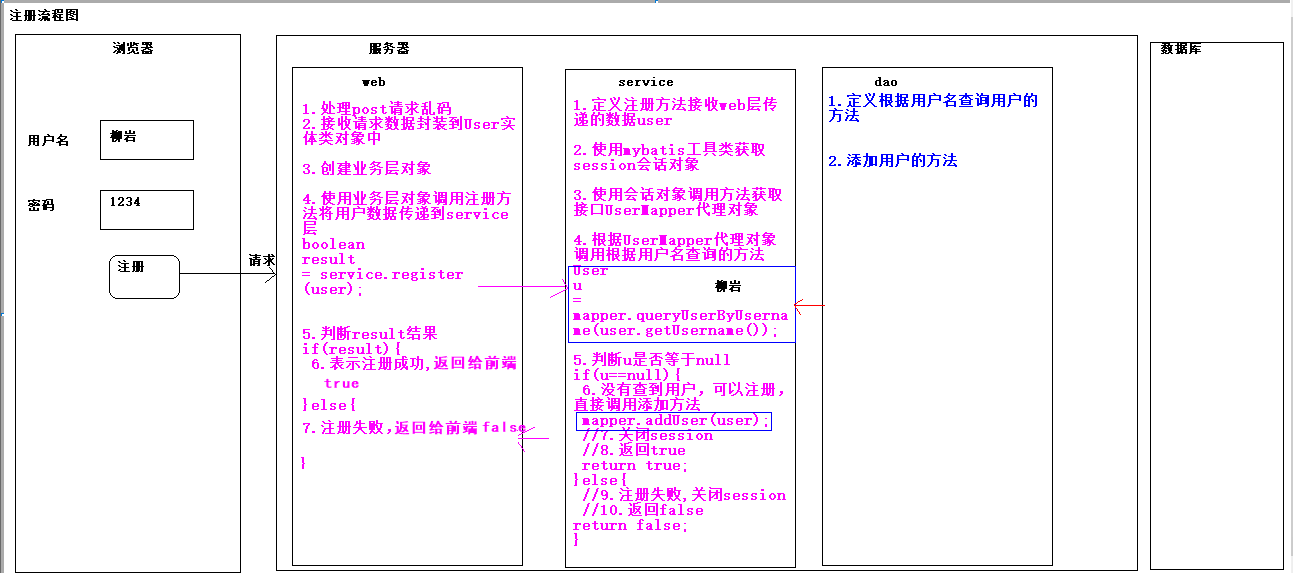 注册流程图
浏览器
用户名
柳岩
密码
1234
注册
请求
服务器
web
1.处理post请求乱码
2.接收请求数据封装到User实
体类对象中
3.创建业务层对象
4.使用业务层对象调用注册方
法将用户数据传递到service
层
boolean
result
= service.register
(user);
5.判断result结果
if(result){
6.表示注册成功,返回给前端
true
}else{
7.注册失败,返回给前端false
}
service
1.定义注册方法接收web层传
递的数据user
2.使用mybatis工具类获取
session会话对象
3.使用会话对象调用方法获取
接口UserMapper代理对象
4.根据UserMapper代理对象
调用根据用户名查询的方法
User
u
柳岩
=
mapper.queryUserByUserna
me(user.getUsername());
5.判断u是否等于null
if(u==null){
6.没有查到用户，可以注册，
直接调用添加方法
mapper.addUser(user);
//7.关闭session
//8.返回true
return true;
}else{
//9.注册失败,关闭session
//10.返回false
return false;
}
dao
1.定义根据用户名查询用户的
方法
2.添加用户的方法
数据库